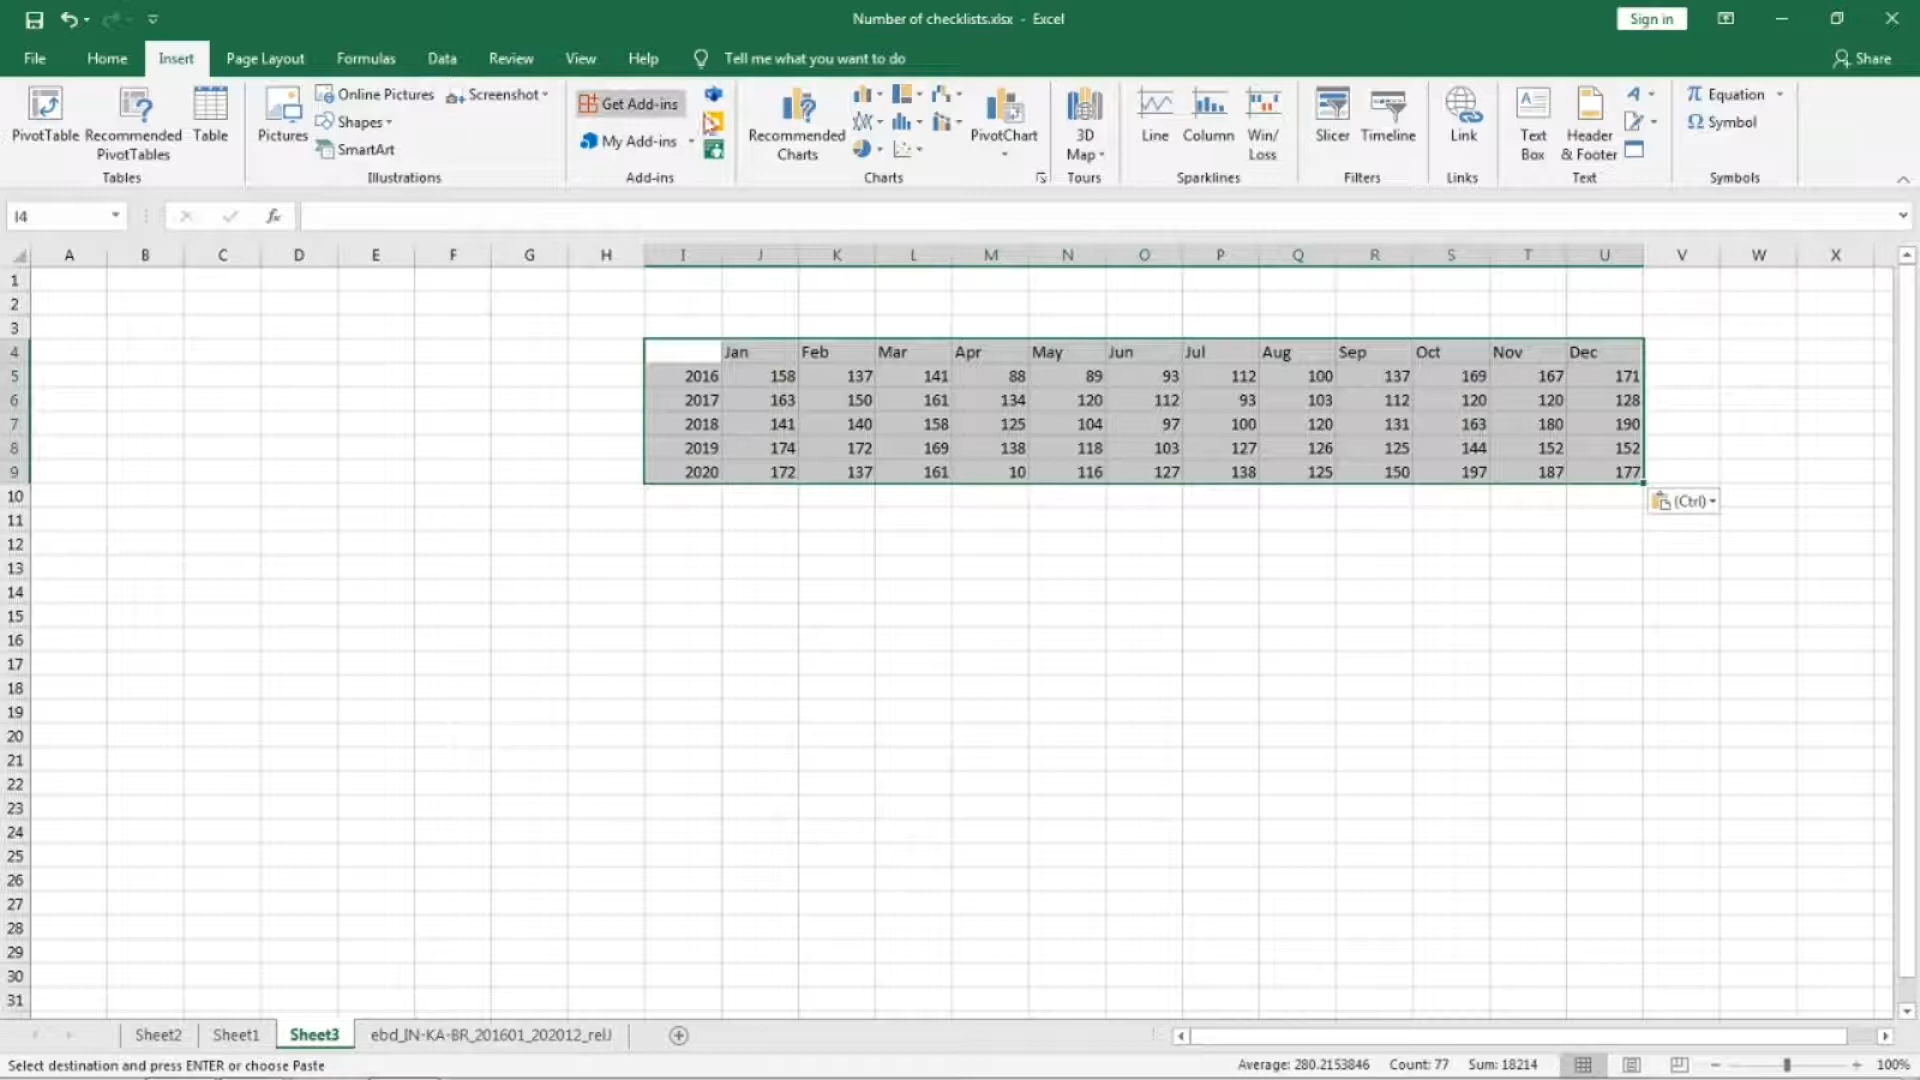 Number of checklists.xlsx - Excel
Sign in
File Home Insert Page Layout Formulas Data Review View Help Tell me what you want to do Share
PivotTable Recommended PivotTables Table
Tables
Pictures Online Pictures Shapes SmartArt Screenshot
Illustrations
Get Add-ins
My Add-ins
Add-ins
Recommended Charts PivotChart
Charts
3D Map
Tours
Line Column Win/Loss
Sparklines
Slicer Timeline
Filters
Link
Links
Text Box Header & Footer
Text
Equation
Symbol
Symbols
I4
fx
A B C D E F G H I J K L M N O P Q R S T U V W X
1
2
3
4 Jan Feb Mar Apr May Jun Jul Aug Sep Oct Nov Dec
5 2016 158 137 141 88 89 93 112 100 137 169 167 171
6 2017 163 150 161 134 120 112 93 103 112 120 120 128
7 2018 141 140 158 125 104 97 100 120 131 163 180 190
8 2019 174 172 169 138 118 103 127 126 125 144 152 152
9 2020 172 137 161 10 116 127 138 125 150 197 187 177
10 (Ctrl)
11
12
13
14
15
16
17
18
19
20
21
22
23
24
25
26
27
28
29
30
31
Sheet2 Sheet1 Sheet3 ebd_IN-KA-BR_201601_202012_relJ
Select destination and press ENTER or choose Paste Average: 280.2153846 Count: 77 Sum: 18214 100%